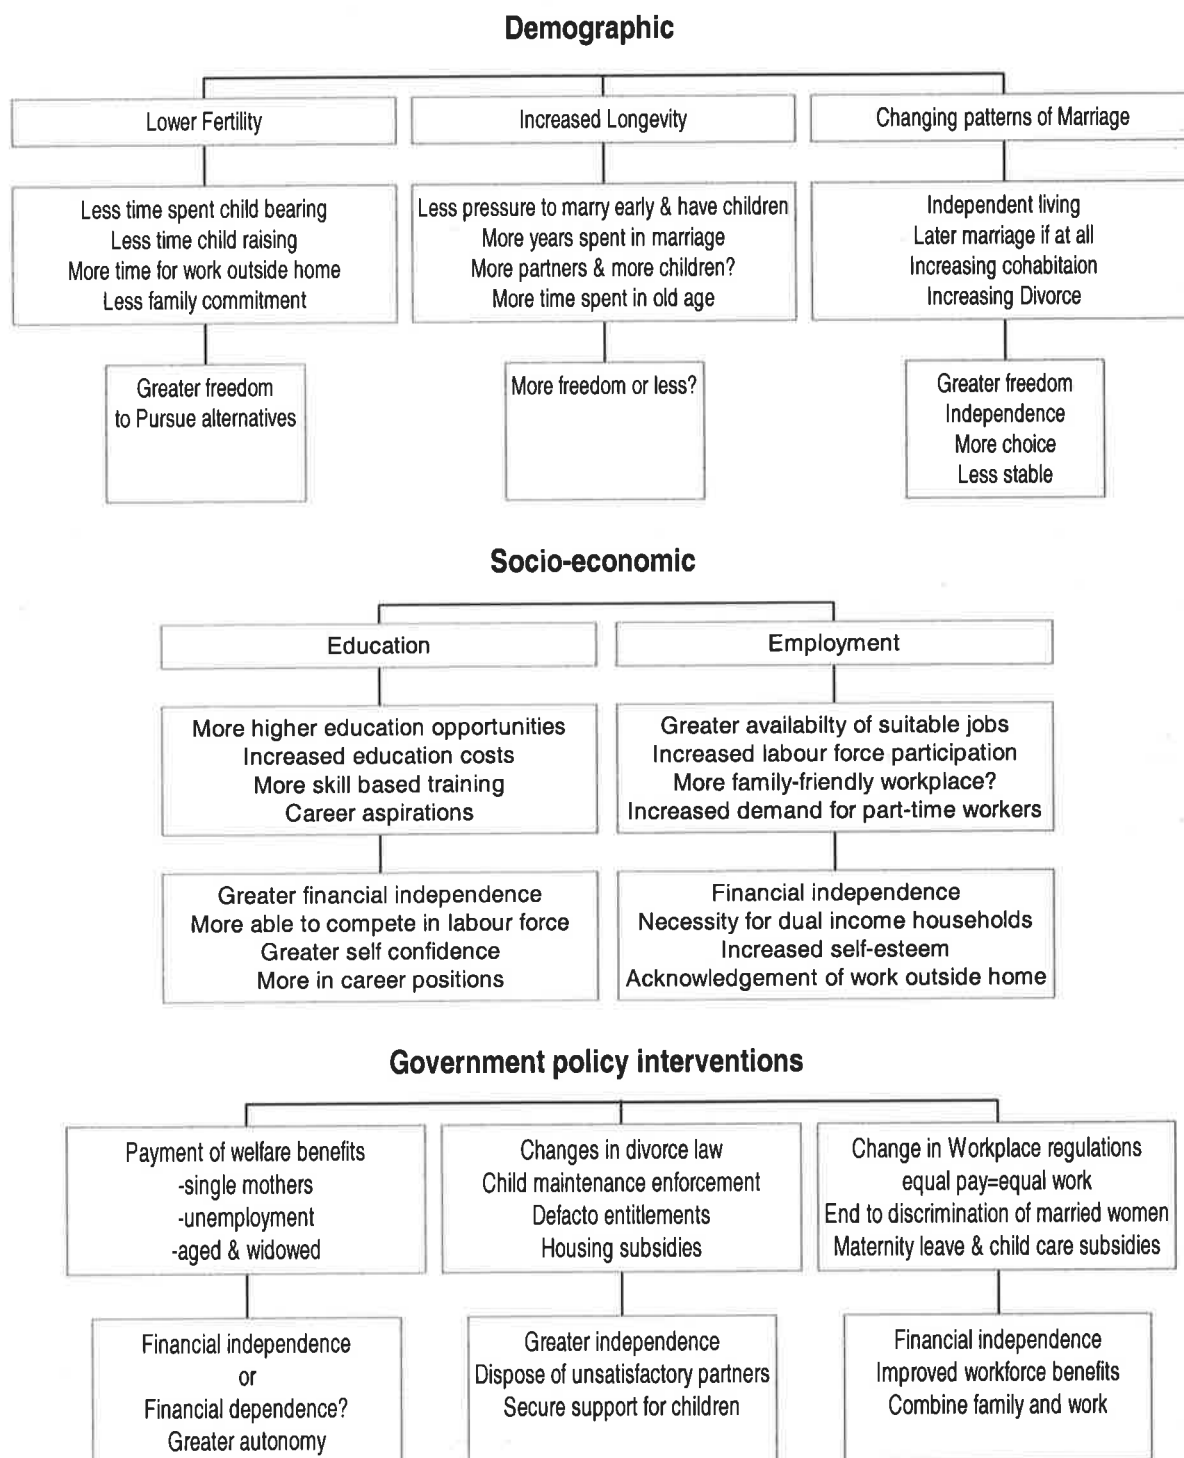 Demographic
Lower Fertility
Increased Longevity
Changing patterns of Marriage
Less time spent child bearing
Less time child raising
More time for work outside home
Less family commitment
Less pressure to marry early & have children
More years spent in marriage
More partners & more children?
More time spent in old age
Independent living
Later marriage if at all
Increasing cohabitaion
Increasing Divorce
Greater freedom
to Pursue alternatives
More freedom or less?
Greater freedom
Independence
More choice
Less stable
Socio-economic
Education
Employment
More higher education opportunities
Increased education costs
More skill based training
Career aspirations
Greater availabilty of suitable jobs
Increased labour force participation
More family-friendly workplace?
Increased demand for part-time workers
Greater financial independence
More able to compete in labour force
Greater self confidence
More in career positions
Financial independence
Necessity for dual income households
Increased self-esteem
Acknowledgement of work outside home
Government policy interventions
Payment of welfare benefits
-single mothers
-unemployment
-aged & widowed
Changes in divorce law
Child maintenance enforcement
Defacto entitlements
Housing subsidies
Change in Workplace regulations
equal pay=equal work
End to discrimination of married women
Maternity leave & child care subsidies
Financial independence
or
Financial dependence?
Greater autonomy
Greater independence
Dispose of unsatisfactory partners
Secure support for children
Financial independence
Improved workforce benefits
Combine family and work